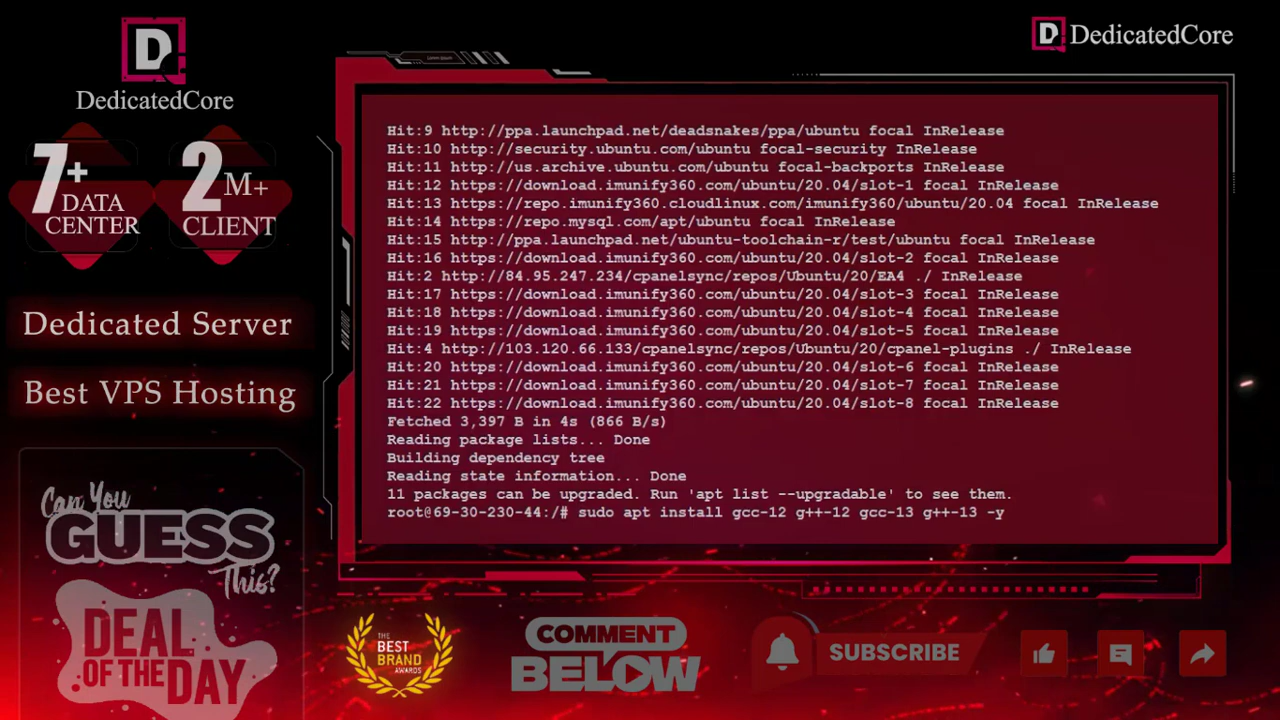 D
DedicatedCore
D
DedicatedCore
7+
DATA
CENTER
2
M+
CLIENT
Dedicated Server
Best VPS Hosting
Can You
GUESS
This?
DEAL
OF THE
DAY
Lorem Ipsum
Hit:9 http://ppa.launchpad.net/deadsnakes/ppa/ubuntu focal InRelease
Hit:10 http://security.ubuntu.com/ubuntu focal-security InRelease
Hit:11 http://us.archive.ubuntu.com/ubuntu focal-backports InRelease
Hit:12 https://download.imunify360.com/ubuntu/20.04/slot-1 focal InRelease
Hit:13 https://repo.imunify360.cloudlinux.com/imunify360/ubuntu/20.04 focal InRelease
Hit:14 https://repo.mysql.com/apt/ubuntu focal InRelease
Hit:15 http://ppa.launchpad.net/ubuntu-toolchain-r/test/ubuntu focal InRelease
Hit:16 https://download.imunify360.com/ubuntu/20.04/slot-2 focal InRelease
Hit:2 http://84.95.247.234/cpanelsync/repos/Ubuntu/20/EA4 ./ InRelease
Hit:17 https://download.imunify360.com/ubuntu/20.04/slot-3 focal InRelease
Hit:18 https://download.imunify360.com/ubuntu/20.04/slot-4 focal InRelease
Hit:19 https://download.imunify360.com/ubuntu/20.04/slot-5 focal InRelease
Hit:4 http://103.120.66.133/cpanelsync/repos/Ubuntu/20/cpanel-plugins ./ InRelease
Hit:20 https://download.imunify360.com/ubuntu/20.04/slot-6 focal InRelease
Hit:21 https://download.imunify360.com/ubuntu/20.04/slot-7 focal InRelease
Hit:22 https://download.imunify360.com/ubuntu/20.04/slot-8 focal InRelease
Fetched 3,397 B in 4s (866 B/s)
Reading package lists... Done
Building dependency tree
Reading state information... Done
11 packages can be upgraded. Run 'apt list --upgradable' to see them.
root@69-30-230-44:/# sudo apt install gcc-12 g++-12 gcc-13 g++-13 -y
THE
BEST
BRAND
AWARDS
COMMENT
BELOW
SUBSCRIBE